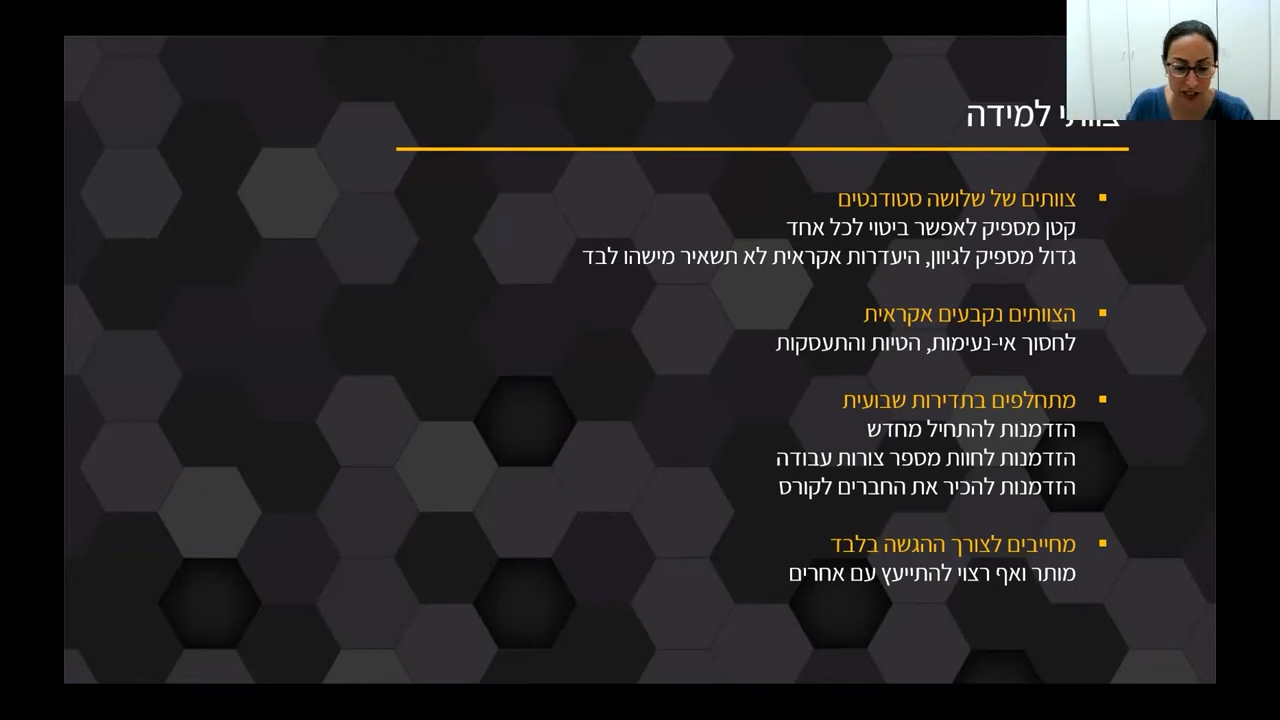 צוותי למידה
צוותים של שלושה סטודנטים
קטן מספיק לאפשר ביטוי לכל אחד
גדול מספיק לגיוון, היעדרות אקראית לא תשאיר מישהו לבד
הצוותים נקבעים אקראית
לחסוך אי-נעימות, הטיות והתעסקות
מתחלפים בתדירות שבועית
הזדמנות להתחיל מחדש
הזדמנות לחוות מספר צורות עבודה
הזדמנות להכיר את החברים לקורס
מחייבים לצורך ההגשה בלבד
מותר ואף רצוי להתייעץ עם אחרים